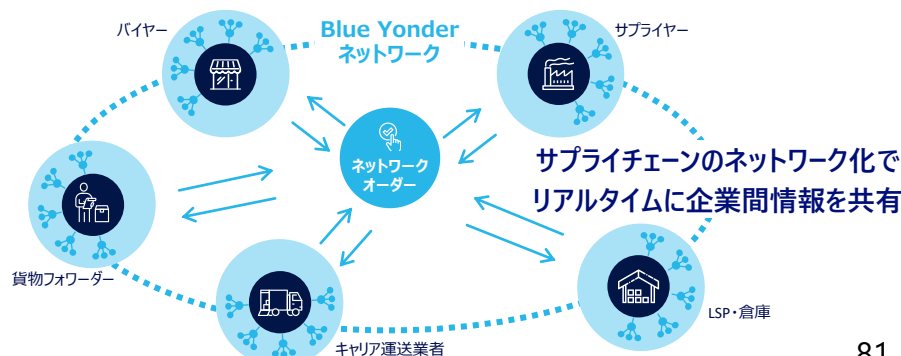 バイヤー
Blue Yonder
ネットワーク
サプライヤー
ネットワーク
オーダー
サプライチェーンのネットワーク化で
リアルタイムに企業間情報を共有
貨物フォワーダー
LSP・倉庫
キャリア運送業者
81